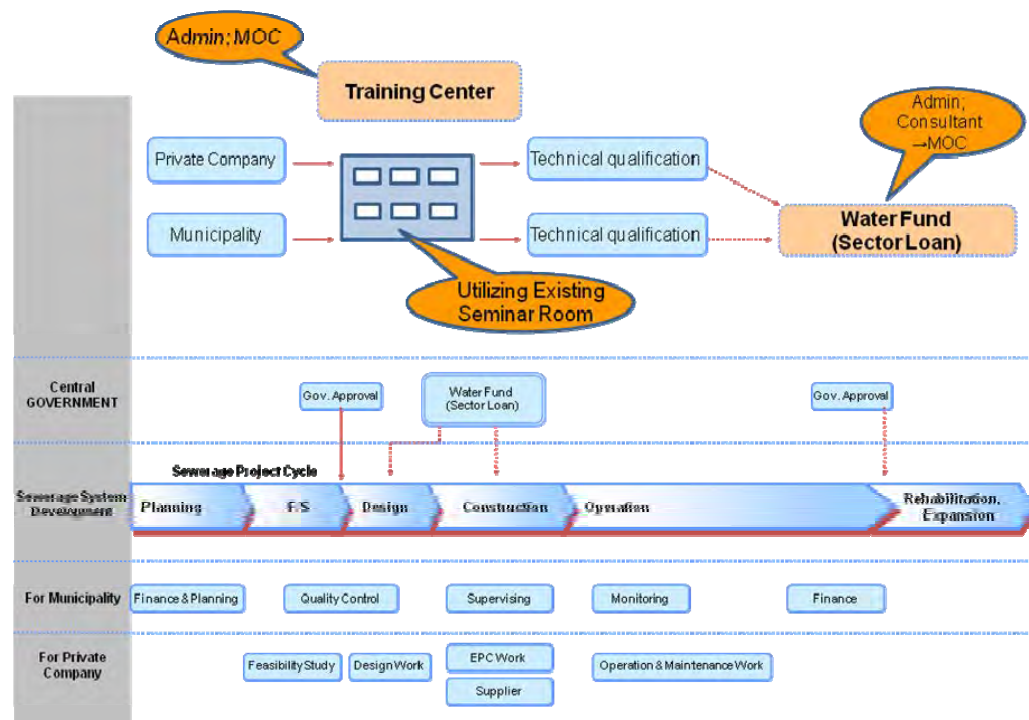 Admin; MOC
Training Center
Admin;
Consultant
→MOC
Private Company
Technical qualification
Municipality
Technical qualification
Water Fund
(Sector Loan)
Utilizing Existing
Seminar Room
Central
GOVERNMENT
Gov. Approval
Water Fund
(Sector Loan)
Gov. Approval
Sewerage Project Cycle
Sewerage System
Development
Planning
F/S
Design
Construction
Operation
Rehabilitation,
Expansion
For Municipality
Finance & Planning
Quality Control
Supervising
Monitoring
Finance
For Private
Company
Feasibility Study
Design Work
EPC Work
Supplier
Operation & Maintenance Work